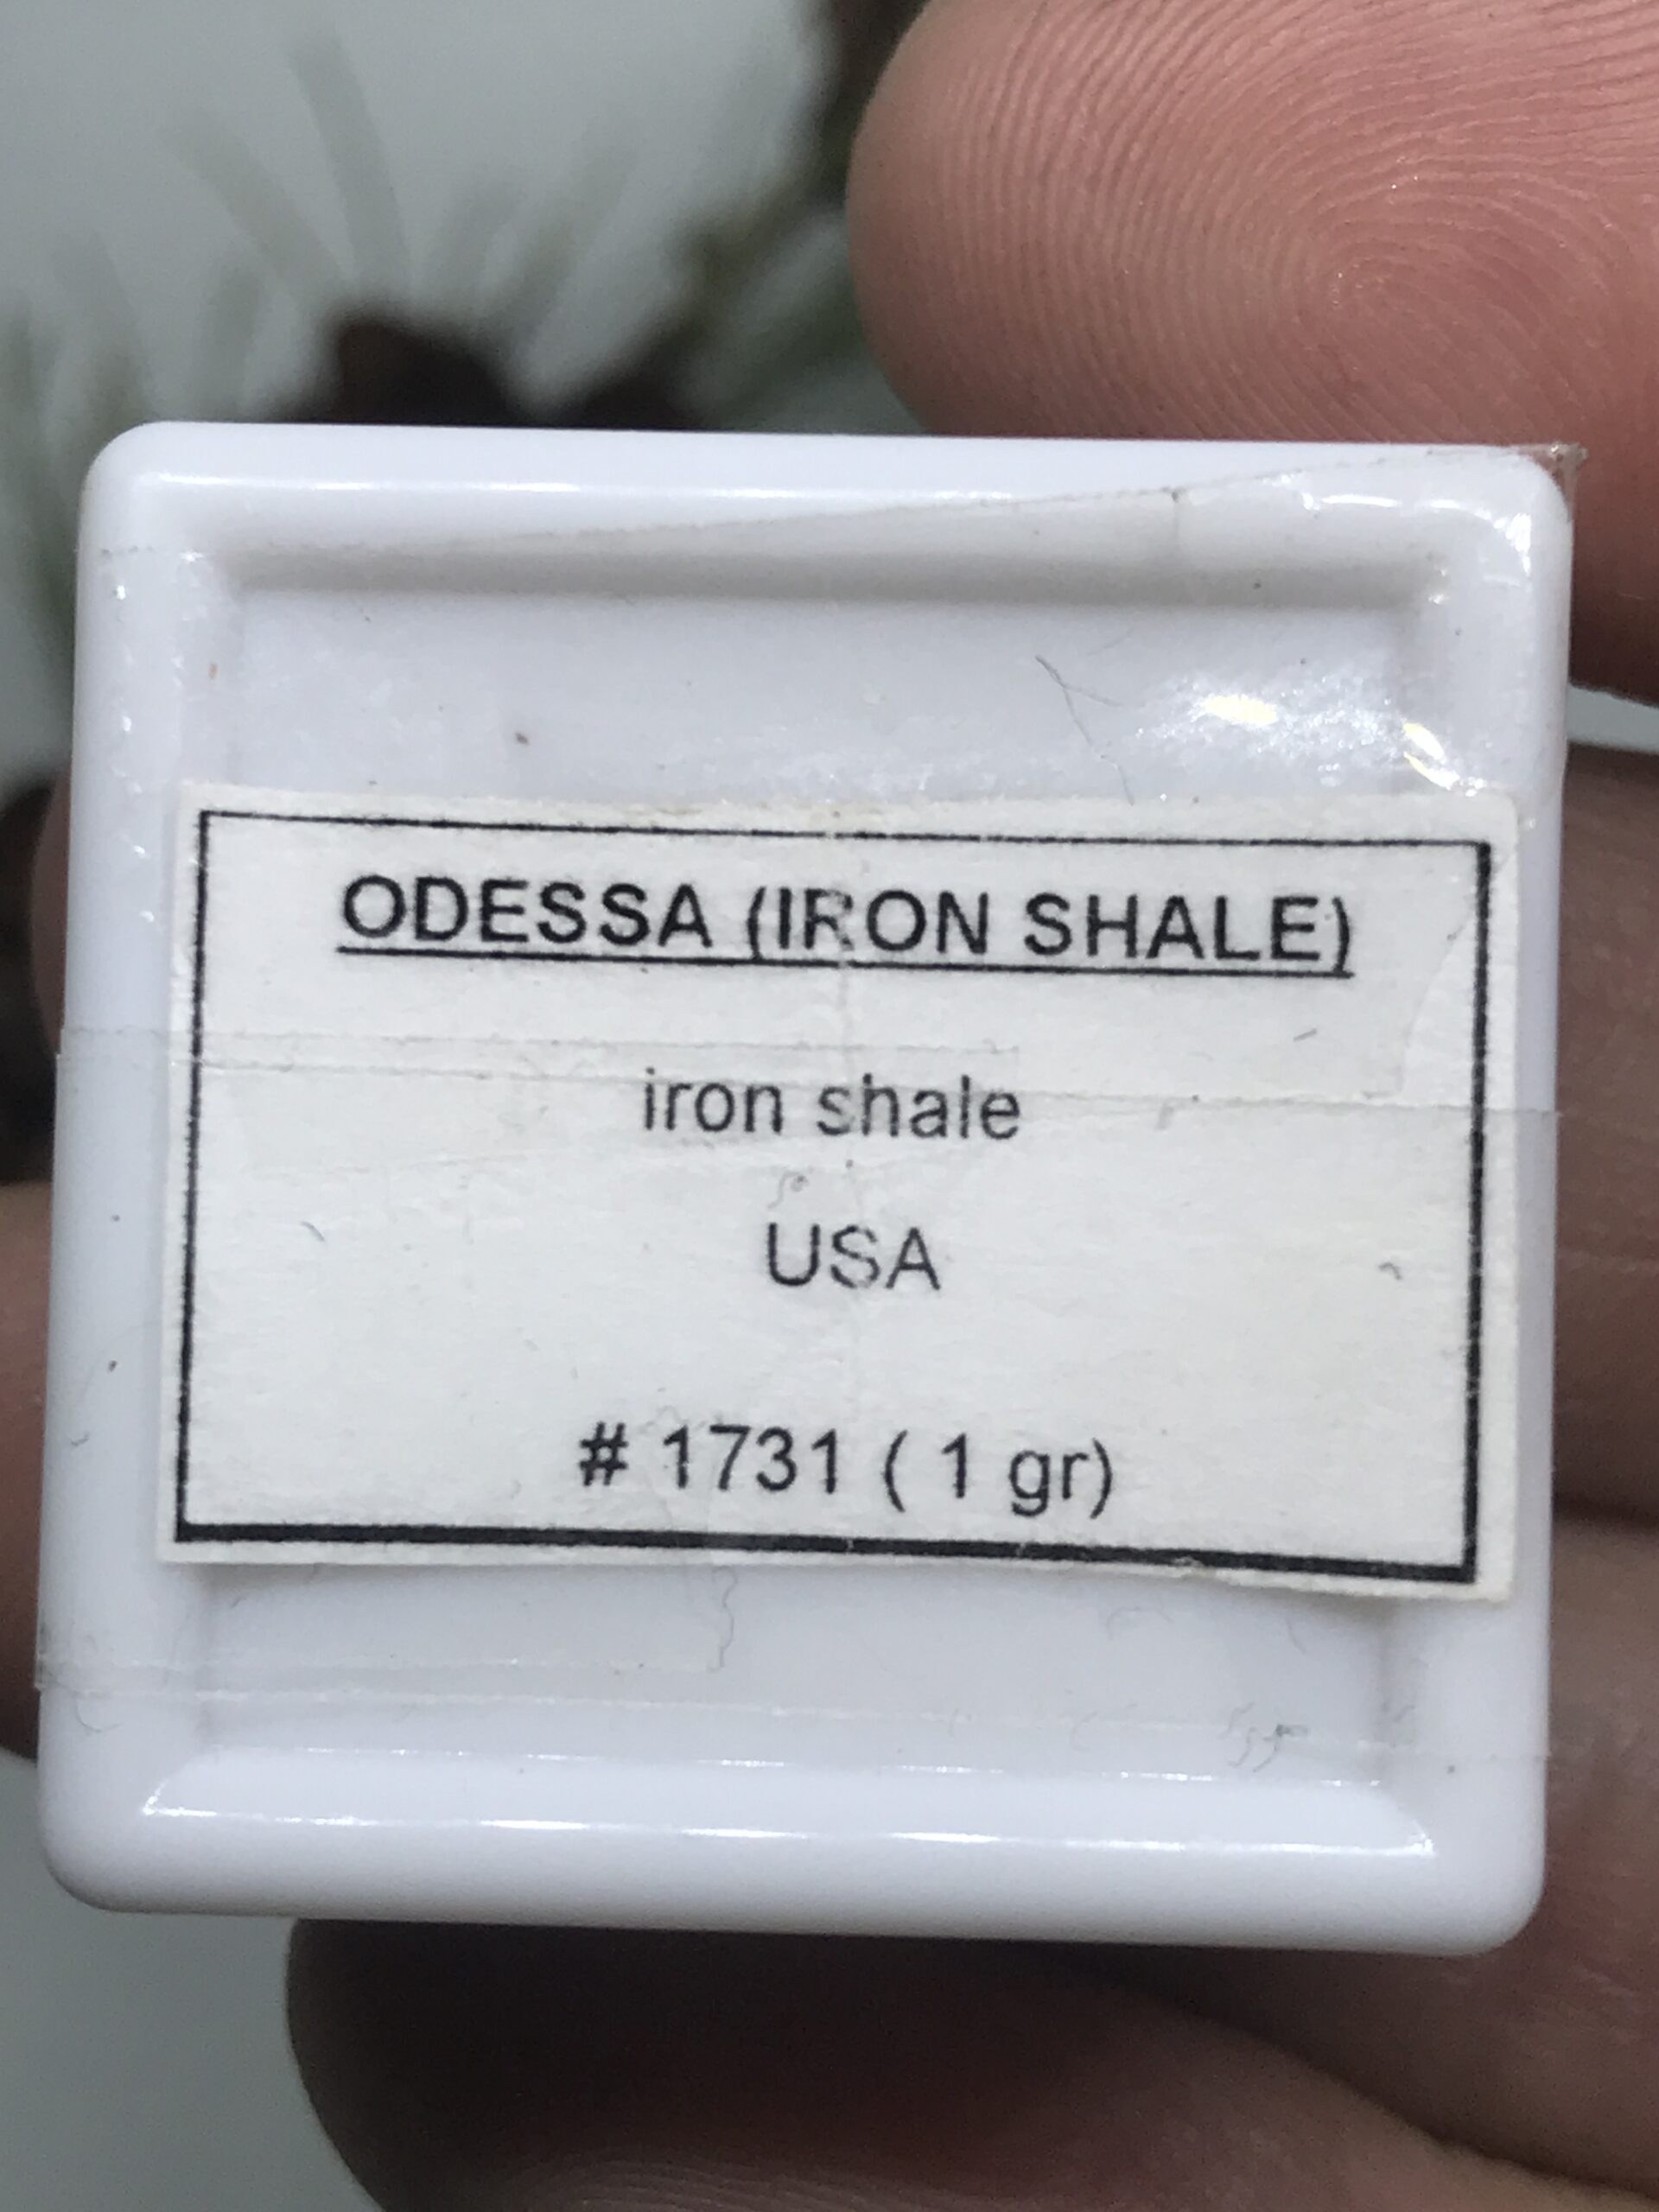 ODESSA (IRON SHALE)
iron shale
USA
# 1731 ( 1 gr)